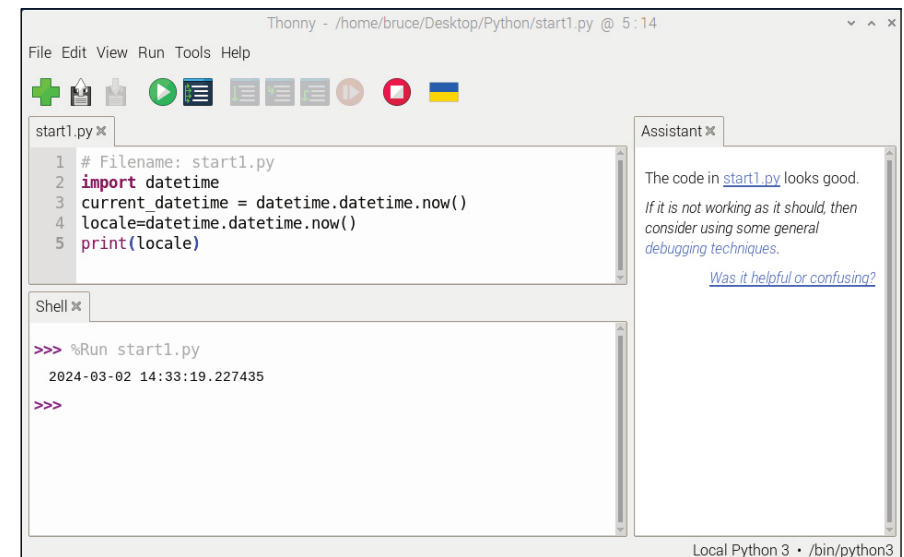 Thonny - /home/bruce/Desktop/Python/start1.py @ 5:14
File Edit View Run Tools Help
start1.py
1 # Filename: start1.py
2 import datetime
3 current_datetime = datetime.datetime.now()
4 locale=datetime.datetime.now()
5 print(locale)
Shell
>>> %Run start1.py
2024-03-02 14:33:19.227435
>>>
Assistant
The code in start1.py looks good.
If it is not working as it should, then
consider using some general
debugging techniques.
Was it helpful or confusing?
Local Python 3 • /bin/python3